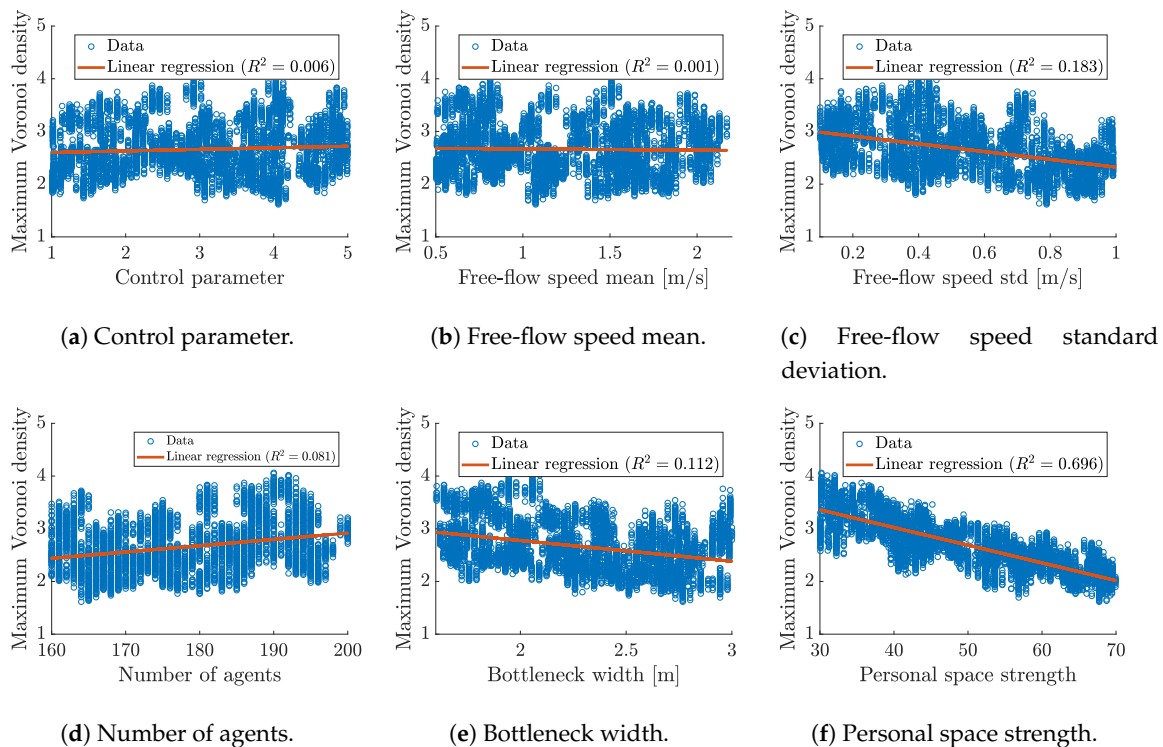 5
4
3
2
1
Maximum Voronoi density
Data
Linear regression (R² = 0.006)
1 2 3 4 5
Control parameter
(a) Control parameter.
5
4
3
2
1
Maximum Voronoi density
Data
Linear regression (R² = 0.001)
0.5 1 1.5 2
Free-flow speed mean [m/s]
(b) Free-flow speed mean.
5
4
3
2
1
Maximum Voronoi density
Data
Linear regression (R² = 0.183)
0.2 0.4 0.6 0.8 1
Free-flow speed std [m/s]
(c) Free-flow speed standard
deviation.
5
4
3
2
1
Maximum Voronoi density
Data
Linear regression (R² = 0.081)
160 170 180 190 200
Number of agents
(d) Number of agents.
5
4
3
2
1
Maximum Voronoi density
Data
Linear regression (R² = 0.112)
2 2.5 3
Bottleneck width [m]
(e) Bottleneck width.
5
4
3
2
1
Maximum Voronoi density
Data
Linear regression (R² = 0.696)
30 40 50 60 70
Personal space strength
(f) Personal space strength.